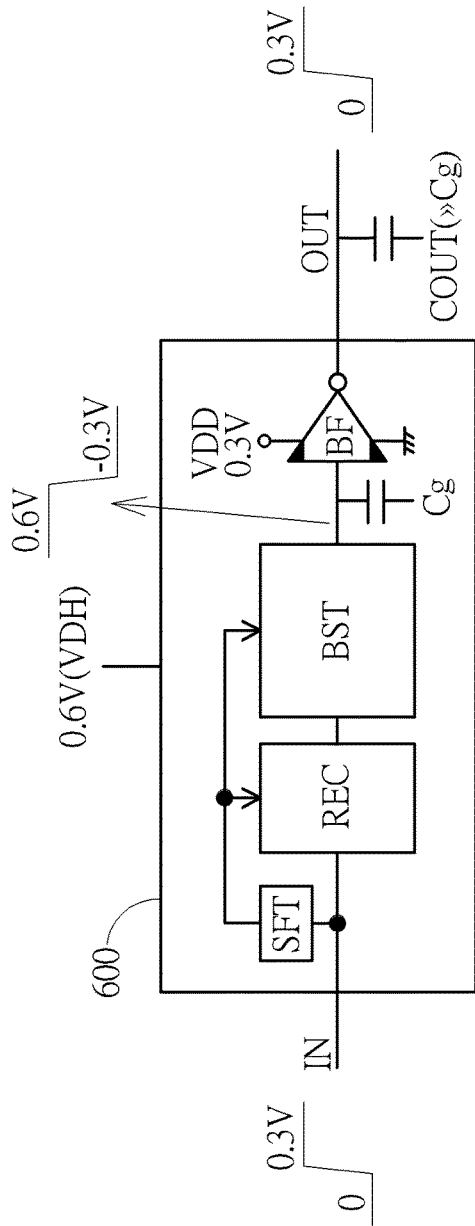 600
0.6V(VDH)
0.6V
-0.3V
0
0.3V
IN
SFT
REC
BST
Cg
VDD
0.3V
BF
OUT
COUT(»Cg)
0
0.3V